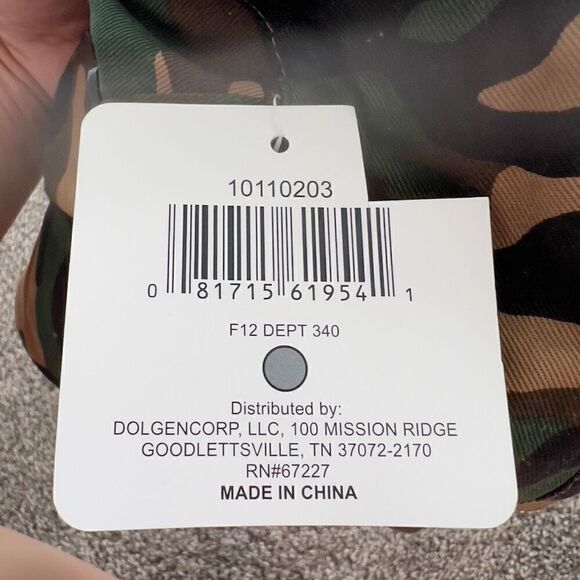 10110203
0 81715 61954 1
F12 DEPT 340
Distributed by:
DOLGENCORP, LLC, 100 MISSION RIDGE
GOODLETTSVILLE, TN 37072-2170
RN#67227
MADE IN CHINA